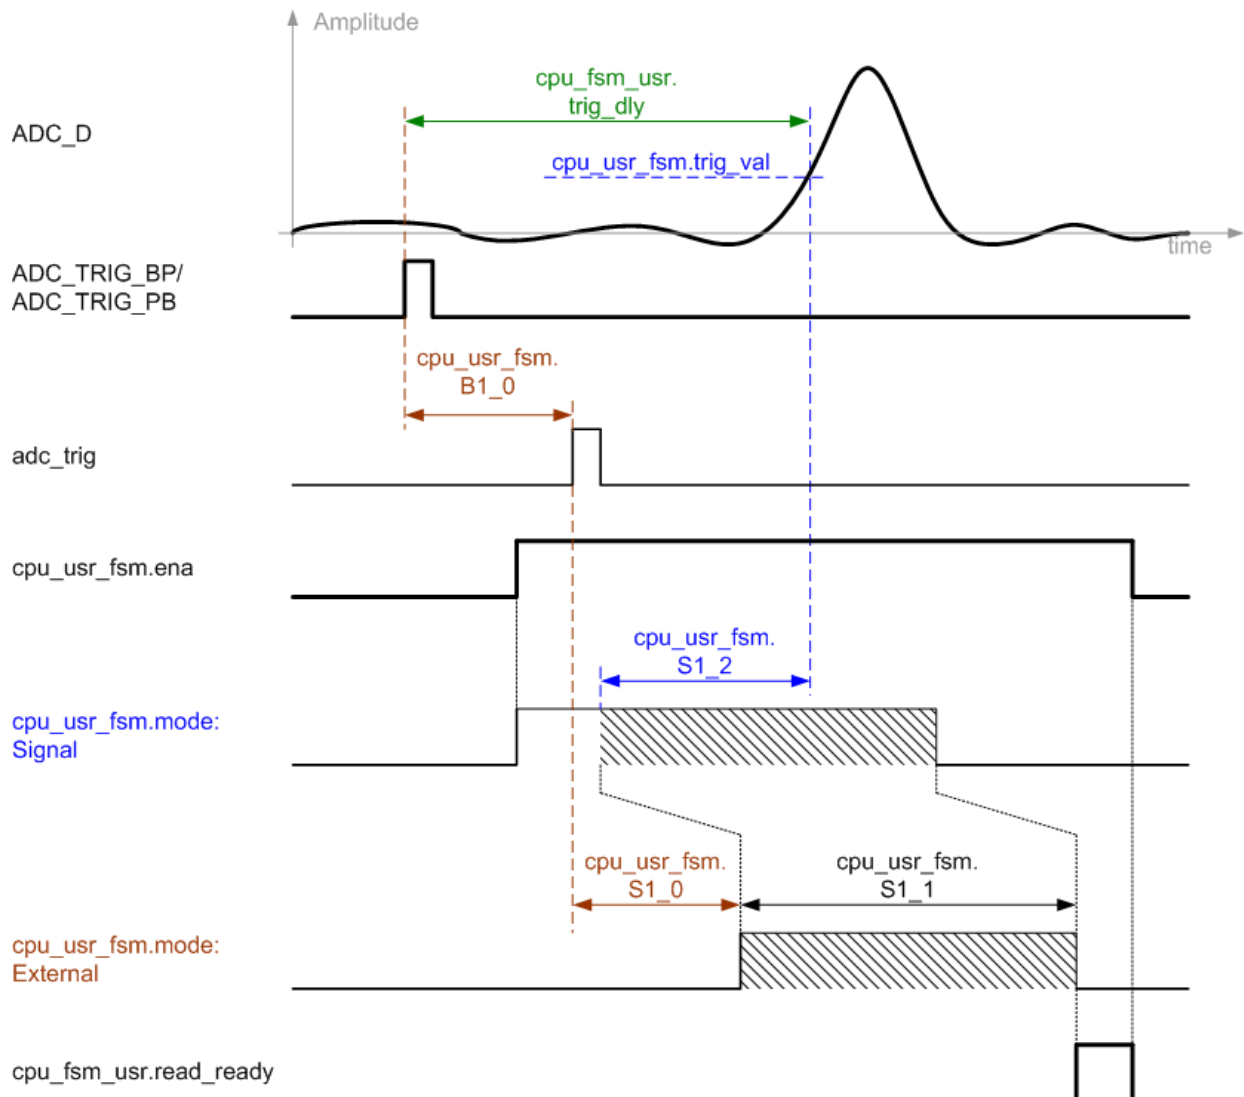 Amplitude
cpu_fsm_usr.
trig_dly
ADC_D
cpu_usr_fsm.trig_val
time
ADC_TRIG_BP/
ADC_TRIG_PB
cpu_usr_fsm.
B1_0
adc_trig
cpu_usr_fsm.ena
cpu_usr_fsm.
S1_2
cpu_usr_fsm.mode:
Signal
cpu_usr_fsm.
S1_0
cpu_usr_fsm.
S1_1
cpu_usr_fsm.mode:
External
cpu_fsm_usr.read_ready